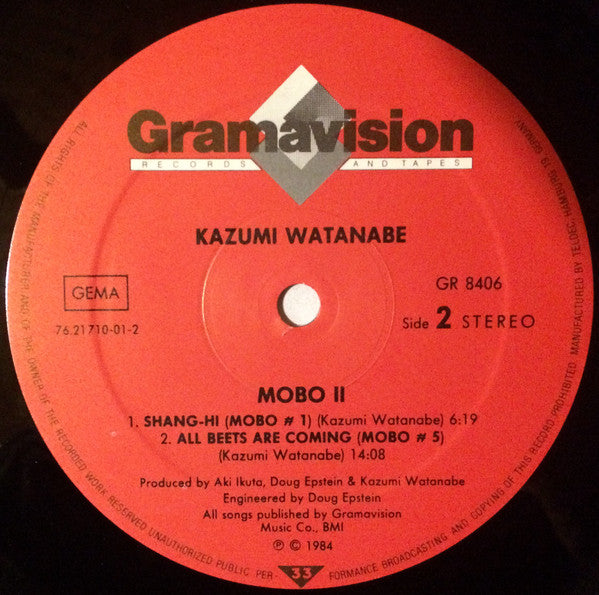 Gramavision
RECORDS AND TAPES
KAZUMI WATANABE
GEMA
76.21710-01-2
GR 8406
Side 2 STEREO
MOBO II
1. SHANG-HI (MOBO # 1) (Kazumi Watanabe) 6:19
2. ALL BEETS ARE COMING (MOBO # 5)
(Kazumi Watanabe) 14:08
Produced by Aki Ikuta, Doug Epstein & Kazumi Watanabe
Engineered by Doug Epstein
All songs published by Gramavision
Music Co., BMI
℗ © 1984
ALL RIGHTS OF THE MANUFACTURER AND OF THE OWNER OF THE RECORDED WORK RESERVED UNAUTHORIZED PUBLIC PER- 33 FORMANCE BROADCASTING AND COPYING OF THIS RECORD PROHIBITED MANUFACTURED BY TELDEC, HAMBURG 19 GERMANY